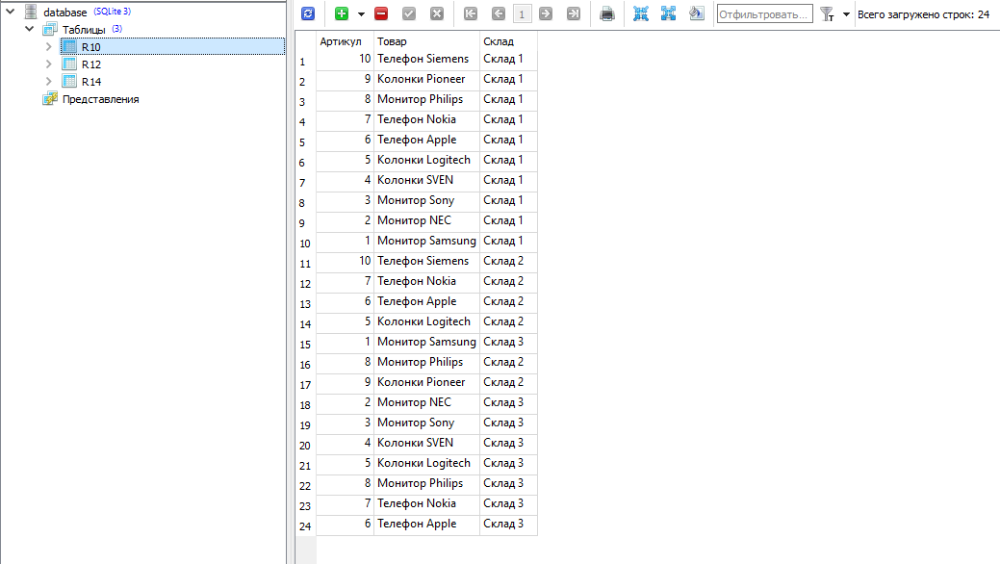 database (SQLite 3)
Таблицы (3)
R10
R12
R14
Представления
1 Отфильтровать... Всего загружено строк: 24
Артикул Товар Склад
1 10 Телефон Siemens Склад 1
2 9 Колонки Pioneer Склад 1
3 8 Монитор Philips Склад 1
4 7 Телефон Nokia Склад 1
5 6 Телефон Apple Склад 1
6 5 Колонки Logitech Склад 1
7 4 Колонки SVEN Склад 1
8 3 Монитор Sony Склад 1
9 2 Монитор NEC Склад 1
10 1 Монитор Samsung Склад 1
11 10 Телефон Siemens Склад 2
12 7 Телефон Nokia Склад 2
13 6 Телефон Apple Склад 2
14 5 Колонки Logitech Склад 2
15 1 Монитор Samsung Склад 3
16 8 Монитор Philips Склад 2
17 9 Колонки Pioneer Склад 2
18 2 Монитор NEC Склад 3
19 3 Монитор Sony Склад 3
20 4 Колонки SVEN Склад 3
21 5 Колонки Logitech Склад 3
22 8 Монитор Philips Склад 3
23 7 Телефон Nokia Склад 3
24 6 Телефон Apple Склад 3